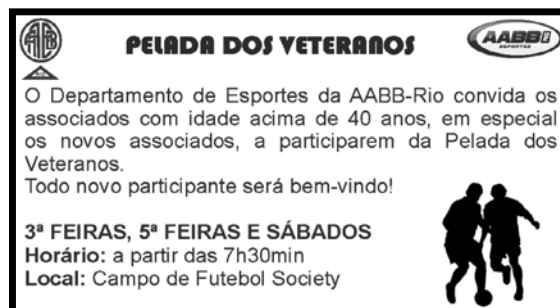 PELADA DOS VETERANOS
AABB
ESPORTES
O Departamento de Esportes da AABB-Rio convida os
associados com idade acima de 40 anos, em especial
os novos associados, a participarem da Pelada dos
Veteranos.
Todo novo participante será bem-vindo!
3ª FEIRAS, 5ª FEIRAS E SÁBADOS
Horário: a partir das 7h30min
Local: Campo de Futebol Society